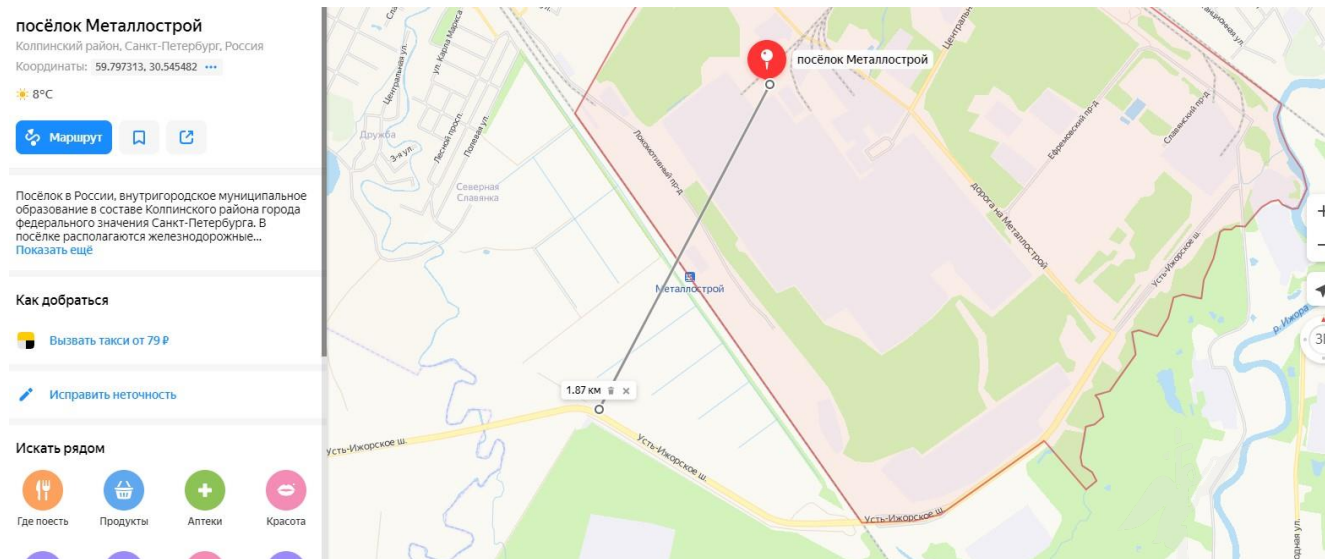 посёлок Металлострой
Колпинский район, Санкт-Петербург, Россия
Координаты: 59.797313, 30.545482 •••
8°C
Маршрут
Посёлок в России, внутригородское муниципальное
образование в составе Колпинского района города
федерального значения Санкт-Петербурга. В
посёлке располагаются железнодорожные...
Показать ещё
Как добраться
Вызвать такси от 79 ₽
Исправить неточность
Искать рядом
Где поесть
Продукты
Аптеки
Красота
посёлок Металлострой
ул. Карла Маркса
Центральная ул.
Дружба
3-я ул.
Лесной просп.
Полевая ул.
Северная
Славянка
Локомотивный пр-д
Металлострой
1.87 км
Усть-Ижорское ш.
Усть-Ижорское ш.
Усть-Ижорское ш.
Усть-Ижорское ш.
дорога на Металлострой
Ефремовский пр-д
Славянский пр-д
р. Ижора